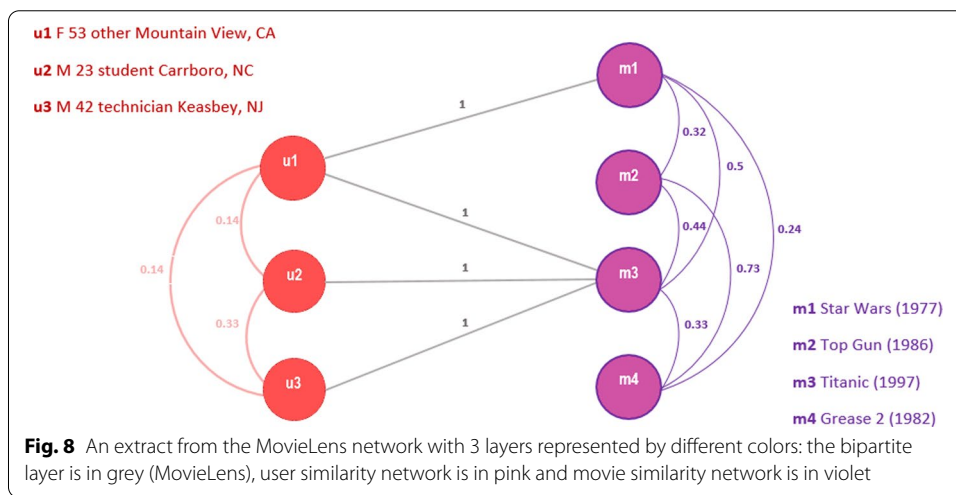 u1 F 53 other Mountain View, CA
u2 M 23 student Carrboro, NC
u3 M 42 technician Keasbey, NJ
m1
1
0.32
u1
0.5
m2
0.14
1
0.44
0.24
0.14
u2
1
m3
0.73
0.33
1
0.33
m1 Star Wars (1977)
m2 Top Gun (1986)
u3
m4
m3 Titanic (1997)
m4 Grease 2 (1982)
Fig. 8 An extract from the MovieLens network with 3 layers represented by different colors: the bipartite
layer is in grey (MovieLens), user similarity network is in pink and movie similarity network is in violet